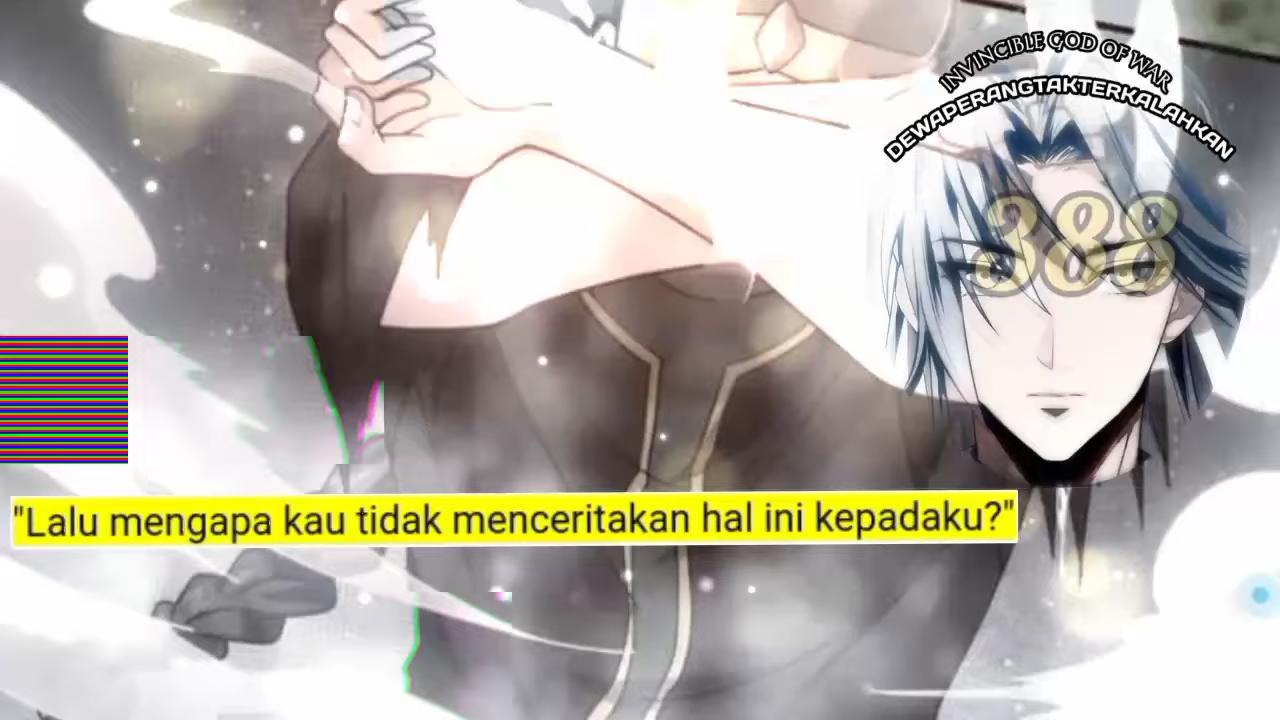 INVINCIBLE GOD OF WAR
DEWAPERANGTAKTERKALAHKAN
388
"Lalu mengapa kau tidak menceritakan hal ini kepadaku?"